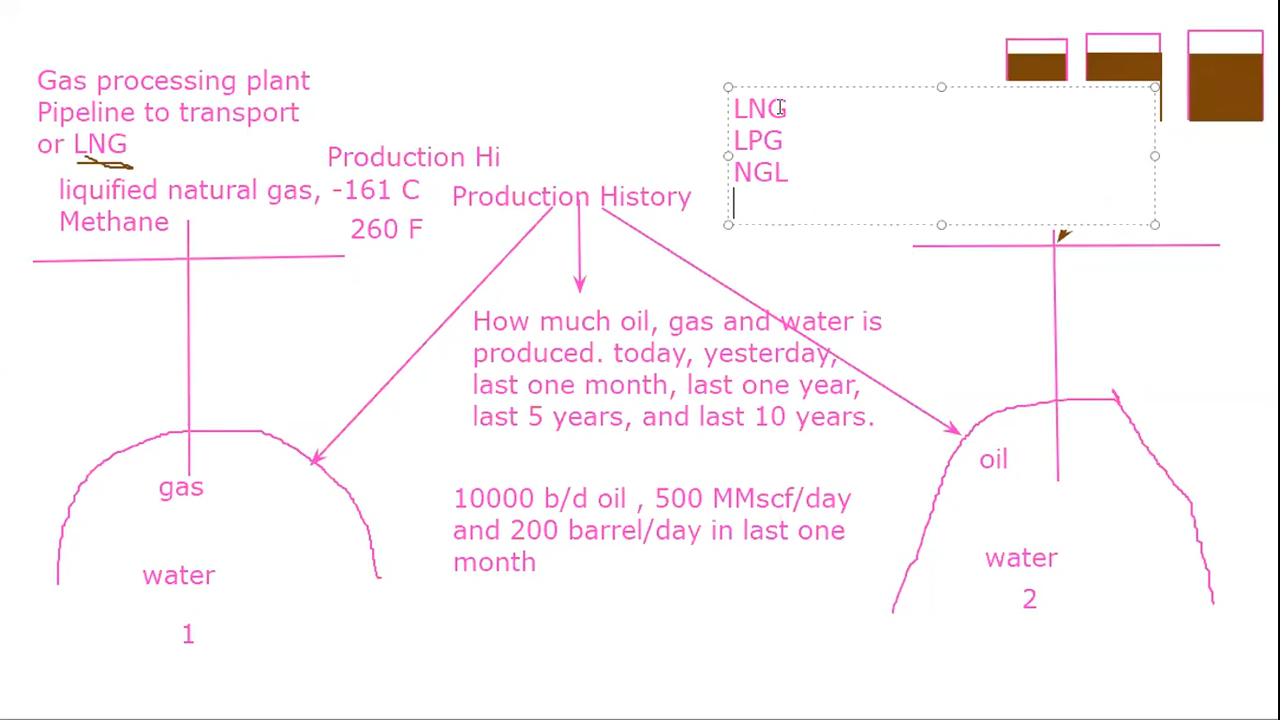 Gas processing plant
Pipeline to transport
or LNG
liquified natural gas, -161 C
Methane
260 F
Production Hi
Production History
LNG
LPG
NGL
How much oil, gas and water is
produced. today, yesterday,
last one month, last one year,
last 5 years, and last 10 years.
10000 b/d oil , 500 MMscf/day
and 200 barrel/day in last one
month
gas
water
1
oil
water
2